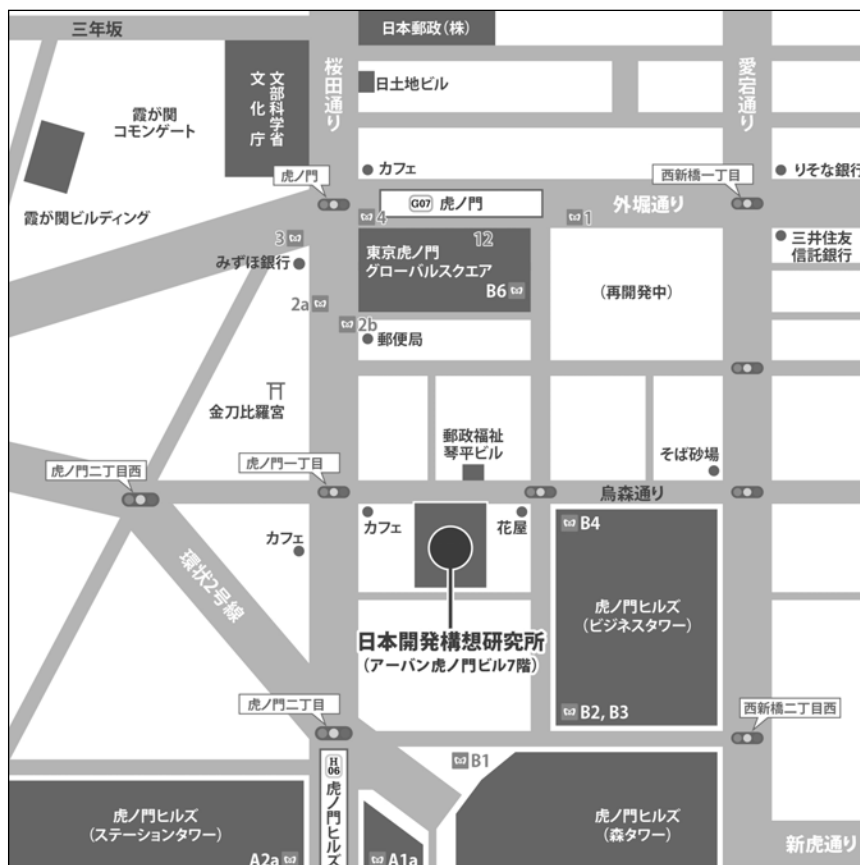 三年坂
日本郵政(株)
桜田通り
愛宕通り
日土地ビル
文部科学省
文化庁
霞が関
コモンゲート
霞が関ビルディング
虎ノ門
カフェ
G07 虎ノ門
西新橋一丁目
りそな銀行
4
1
外堀通り
3
みずほ銀行
東京虎ノ門
グローバルスクエア
12
B6
三井住友
信託銀行
(再開発中)
2a
2b
郵便局
金刀比羅宮
郵政福祉
琴平ビル
そば砂場
虎ノ門二丁目西
虎ノ門一丁目
烏森通り
カフェ
カフェ
花屋
B4
環状2号線
虎ノ門ヒルズ
(ビジネスタワー)
日本開発構想研究所
(アーバン虎ノ門ビル7階)
虎ノ門二丁目
B2, B3
西新橋二丁目西
B1
H
06
虎ノ門ヒルズ
虎ノ門ヒルズ
(ステーションタワー)
A2a
A1a
虎ノ門ヒルズ
(森タワー)
新虎通り